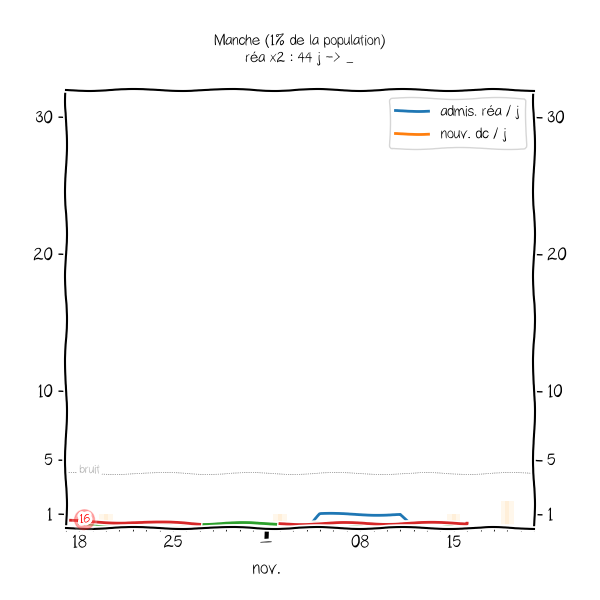 Manche (1% de la population)
réa x2 : 44 j -> _
admis. réa / j
nouv. dc / j
30
30
20
20
10
10
5
5
bruit
1
1
16
18
25
08
15
nov.